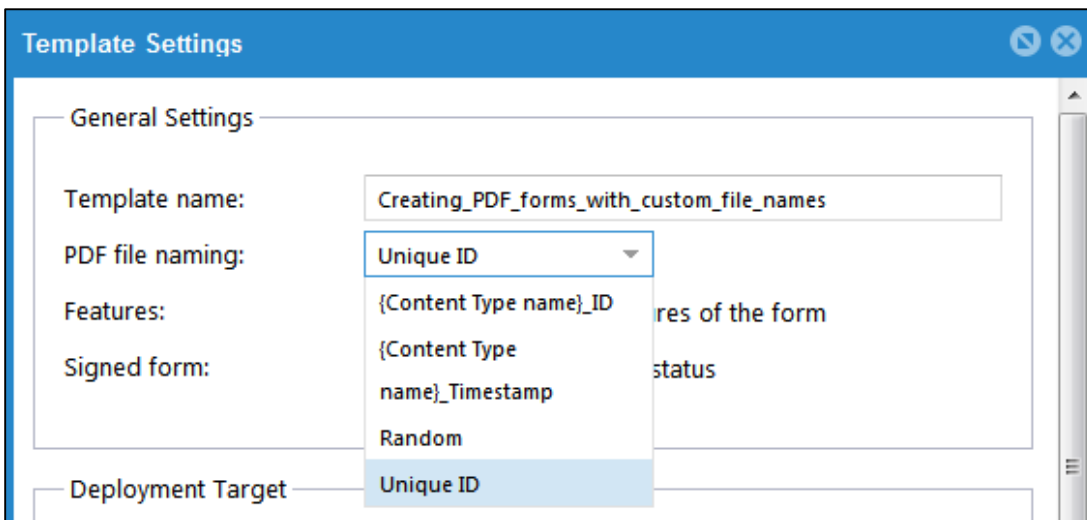 Template Settings
General Settings
Template name: Creating_PDF_forms_with_custom_file_names
PDF file naming: Unique ID
{Content Type name}_ID
Features: res of the form
{Content Type
Signed form: status
name}_Timestamp
Random
Unique ID
Deployment Target